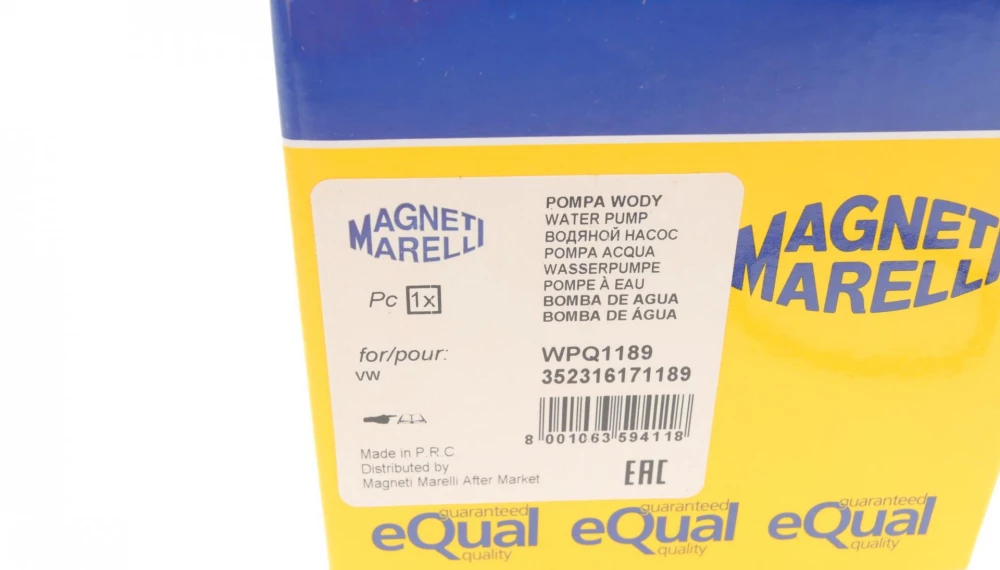 MAGNETI
MARELLI
Pc 1x
for/pour:
VW
Made in P.R.C
Distributed by
Magneti Marelli After Market
POMPA WODY
WATER PUMP
ВОДЯНОЙ НАСОС
POMPA ACQUA
WASSERPUMPE
POMPE À EAU
BOMBA DE AGUA
BOMBA DE ÁGUA
WPQ1189
352316171189
8 001063 594118
EAC
MAGNETI
MARELLI
guaranteed
eQual
quality
guaranteed
eQual
quality
guaranteed
eQual
quality